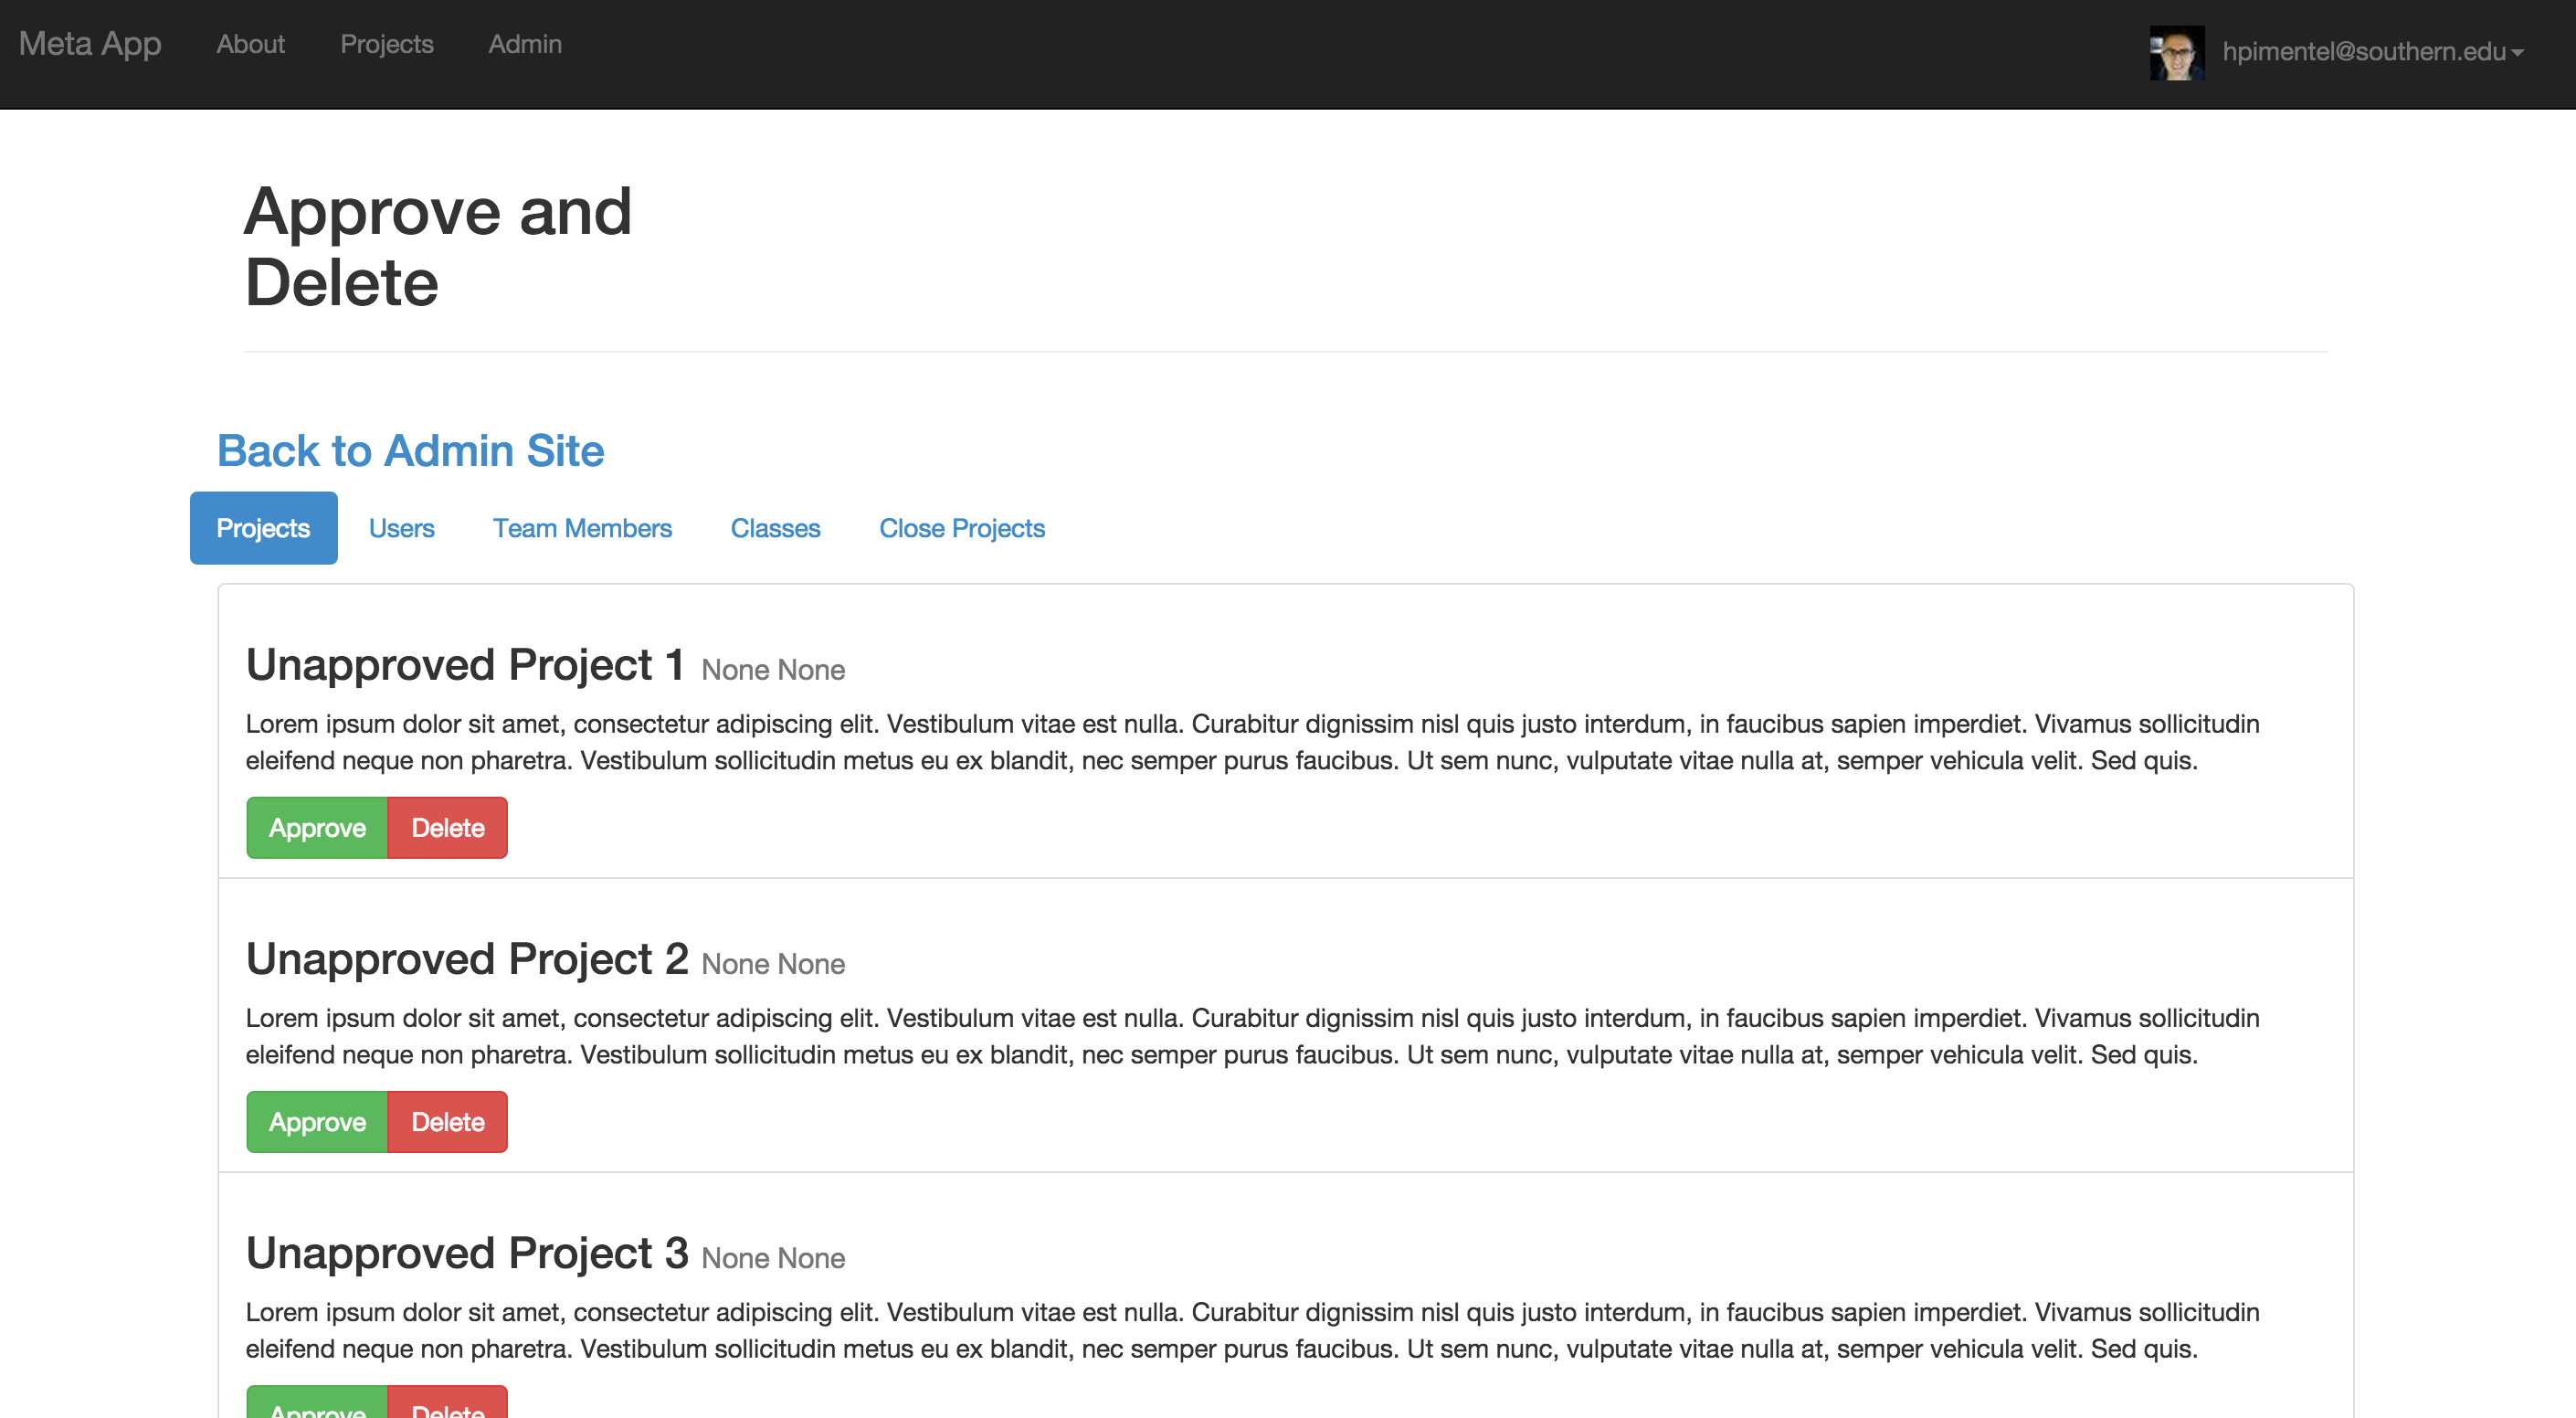 Meta App About Projects Admin hpimentel@southern.edu
Approve and
Delete
Back to Admin Site
Projects Users Team Members Classes Close Projects
Unapproved Project 1 None None
Lorem ipsum dolor sit amet, consectetur adipiscing elit. Vestibulum vitae est nulla. Curabitur dignissim nisl quis justo interdum, in faucibus sapien imperdiet. Vivamus sollicitudin
eleifend neque non pharetra. Vestibulum sollicitudin metus eu ex blandit, nec semper purus faucibus. Ut sem nunc, vulputate vitae nulla at, semper vehicula velit. Sed quis.
Approve Delete
Unapproved Project 2 None None
Lorem ipsum dolor sit amet, consectetur adipiscing elit. Vestibulum vitae est nulla. Curabitur dignissim nisl quis justo interdum, in faucibus sapien imperdiet. Vivamus sollicitudin
eleifend neque non pharetra. Vestibulum sollicitudin metus eu ex blandit, nec semper purus faucibus. Ut sem nunc, vulputate vitae nulla at, semper vehicula velit. Sed quis.
Approve Delete
Unapproved Project 3 None None
Lorem ipsum dolor sit amet, consectetur adipiscing elit. Vestibulum vitae est nulla. Curabitur dignissim nisl quis justo interdum, in faucibus sapien imperdiet. Vivamus sollicitudin
eleifend neque non pharetra. Vestibulum sollicitudin metus eu ex blandit, nec semper purus faucibus. Ut sem nunc, vulputate vitae nulla at, semper vehicula velit. Sed quis.
Approve Delete